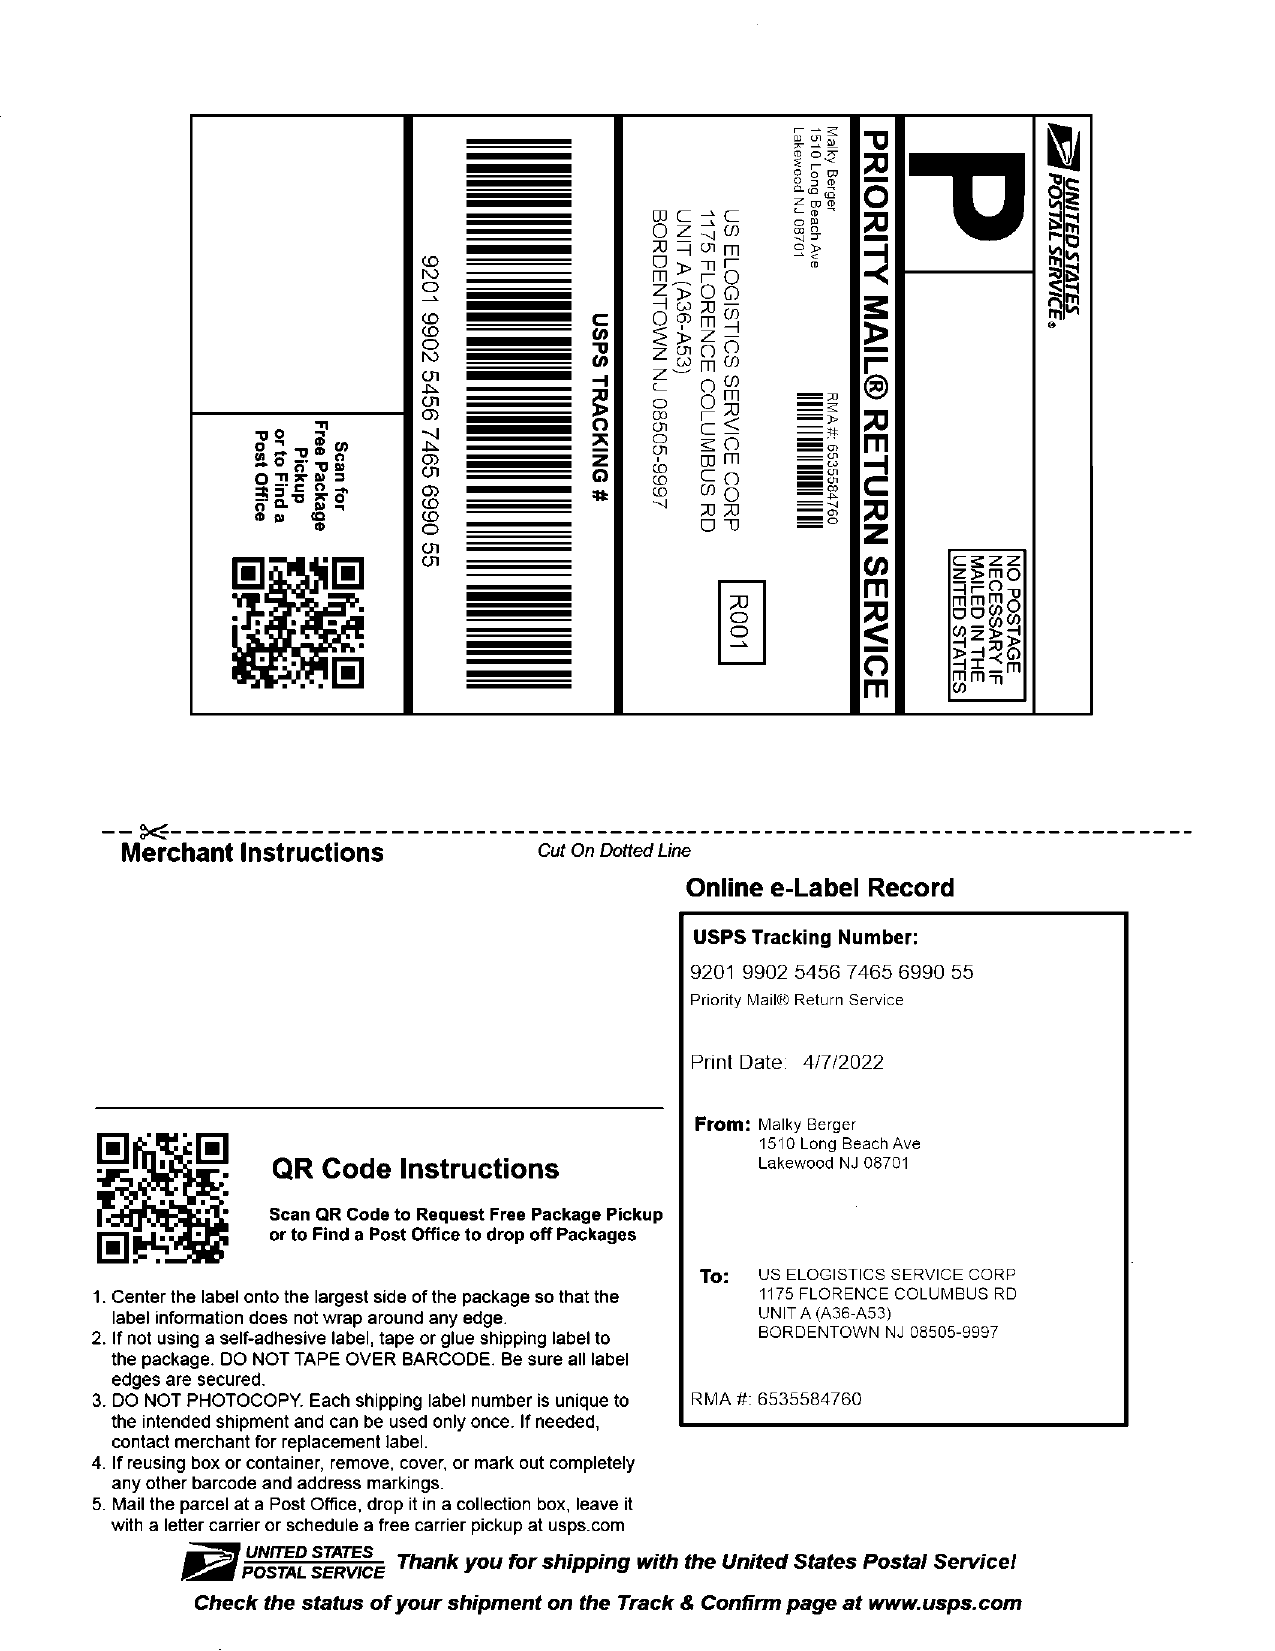 UNITED STATES
POSTAL SERVICE®
P
NO POSTAGE
NECESSARY IF
MAILED IN THE
UNITED STATES
PRIORITY MAIL® RETURN SERVICE
Malky Berger
1510 Long Beach Ave
Lakewood NJ 08701
RMA #: 6535584760
R001
US ELOGISTICS SERVICE CORP
1175 FLORENCE COLUMBUS RD
UNIT A (A36-A53)
BORDENTOWN NJ 08505-9997
USPS TRACKING #
9201 9902 5456 7465 6990 55
Scan for
Free Package
Pickup
or to Find a
Post Office
Merchant Instructions
Cut On Dotted Line
Online e-Label Record
USPS Tracking Number:
9201 9902 5456 7465 6990 55
Priority Mail® Return Service
Print Date: 4/7/2022
From: Malky Berger
1510 Long Beach Ave
Lakewood NJ 08701
To: US ELOGISTICS SERVICE CORP
1175 FLORENCE COLUMBUS RD
UNIT A (A36-A53)
BORDENTOWN NJ 08505-9997
RMA #: 6535584760
QR Code Instructions
Scan QR Code to Request Free Package Pickup
or to Find a Post Office to drop off Packages
1. Center the label onto the largest side of the package so that the
label information does not wrap around any edge.
2. If not using a self-adhesive label, tape or glue shipping label to
the package. DO NOT TAPE OVER BARCODE. Be sure all label
edges are secured.
3. DO NOT PHOTOCOPY. Each shipping label number is unique to
the intended shipment and can be used only once. If needed,
contact merchant for replacement label.
4. If reusing box or container, remove, cover, or mark out completely
any other barcode and address markings.
5. Mail the parcel at a Post Office, drop it in a collection box, leave it
with a letter carrier or schedule a free carrier pickup at usps.com
UNITED STATES
POSTAL SERVICE
Thank you for shipping with the United States Postal Service!
Check the status of your shipment on the Track & Confirm page at www.usps.com